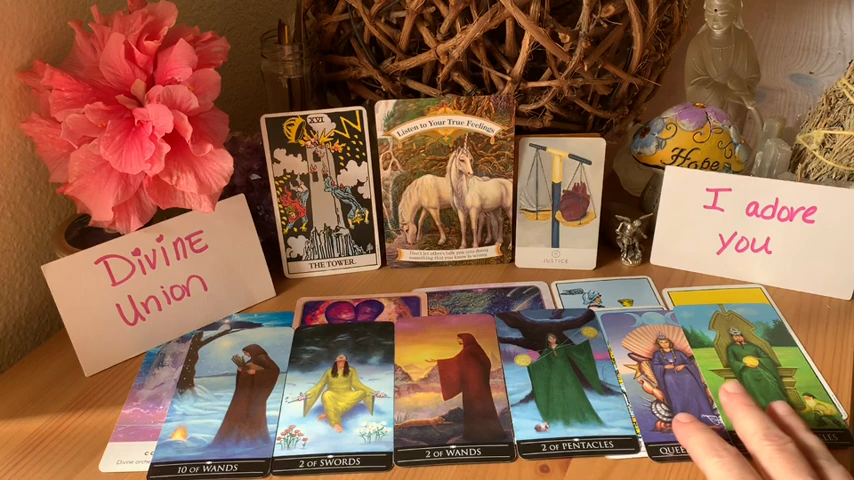 XVI
THE TOWER.
Listen to Your True Feelings
JUSTICE
Hope
Divine
Union
I adore
you
10 OF WANDS
2 OF SWORDS
2 OF WANDS
2 OF PENTACLES
QUEE